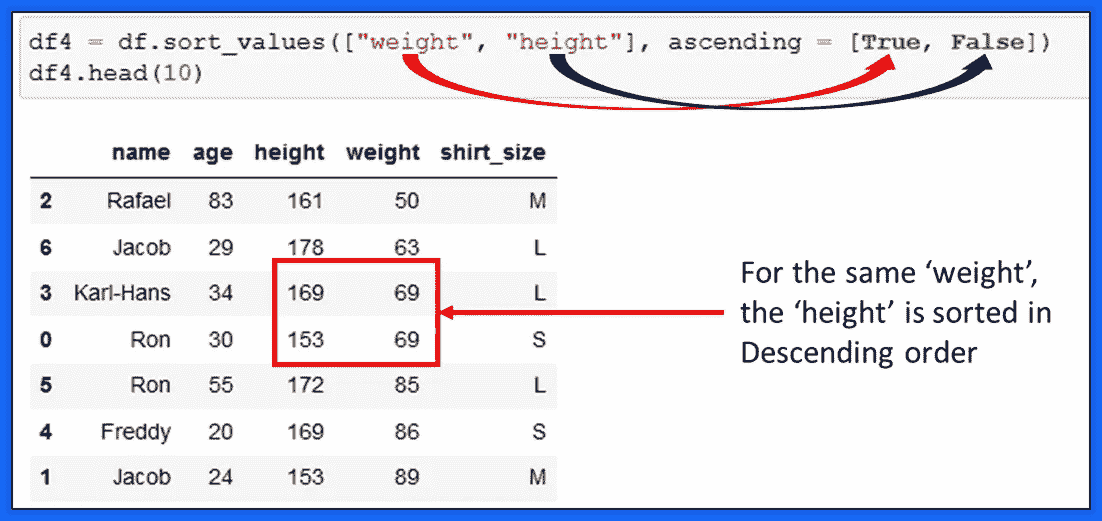 df4 = df.sort_values(["weight", "height"], ascending = [True, False])
df4.head(10)
name age height weight shirt_size
2 Rafael 83 161 50 M
6 Jacob 29 178 63 L
3 Karl-Hans 34 169 69 L
0 Ron 30 153 69 S
5 Ron 55 172 85 L
4 Freddy 20 169 86 S
1 Jacob 24 153 89 M
For the same ‘weight’,
the ‘height’ is sorted in
Descending order